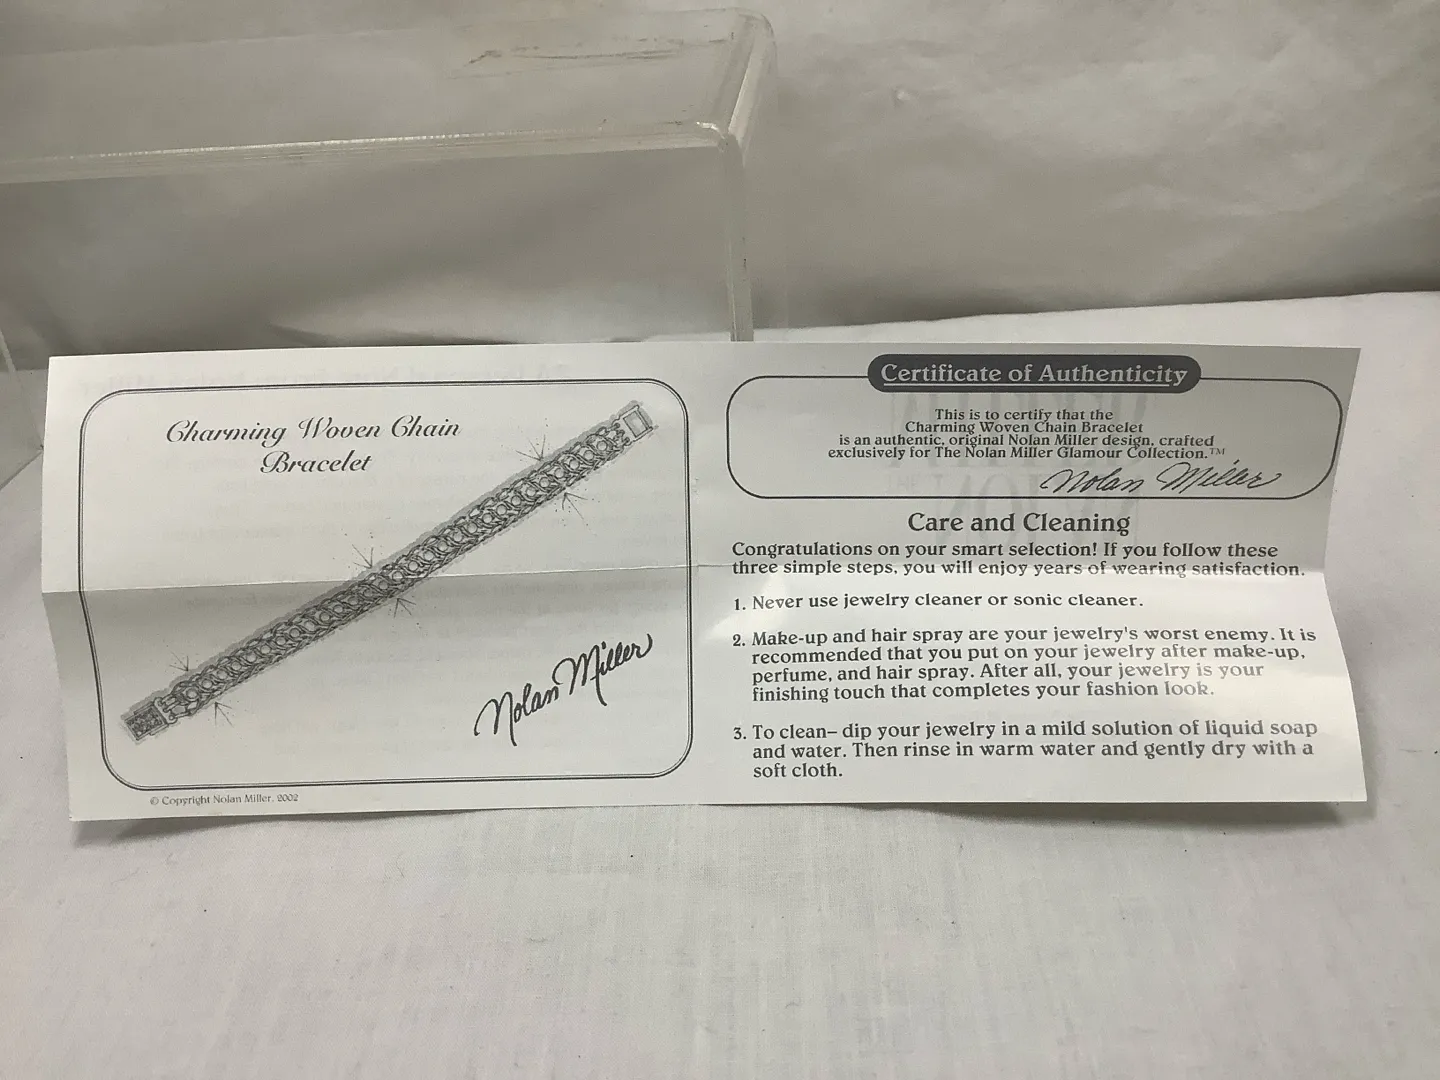 Charming Woven Chain
Bracelet
Nolan Miller
© Copyright Nolan Miller, 2002
Certificate of Authenticity
This is to certify that the
Charming Woven Chain Bracelet
is an authentic, original Nolan Miller design, crafted
exclusively for The Nolan Miller Glamour Collection.™
Nolan Miller
Care and Cleaning
Congratulations on your smart selection! If you follow these
three simple steps, you will enjoy years of wearing satisfaction.
1. Never use jewelry cleaner or sonic cleaner.
2. Make-up and hair spray are your jewelry's worst enemy. It is
recommended that you put on your jewelry after make-up,
perfume, and hair spray. After all, your jewelry is your
finishing touch that completes your fashion look.
3. To clean– dip your jewelry in a mild solution of liquid soap
and water. Then rinse in warm water and gently dry with a
soft cloth.